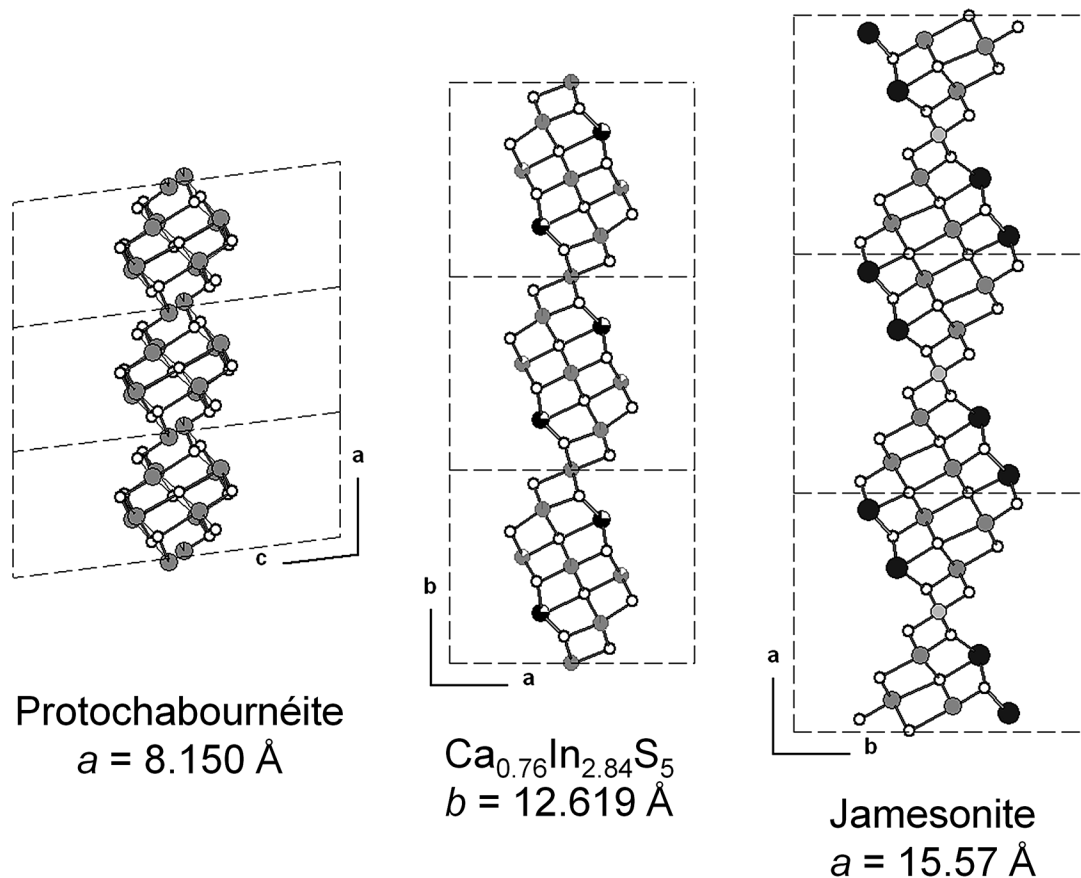 a
c
Protochabournéite
a = 8.150 Å
b
a
Ca0.76In2.84S5
b = 12.619 Å
a
b
Jamesonite
a = 15.57 Å